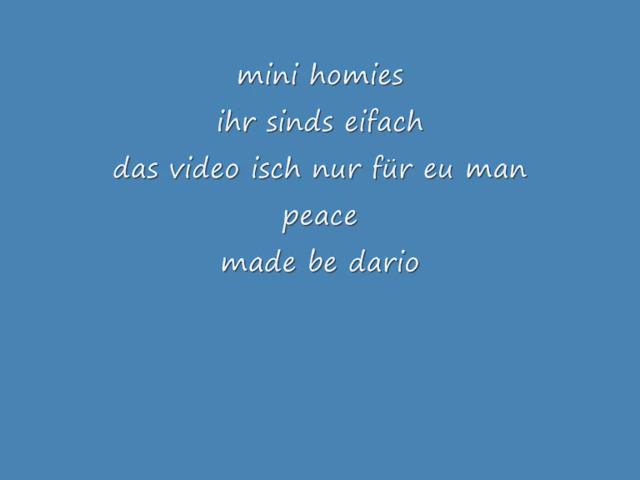 mini homies
ihr sinds eifach
das video isch nur für eu man
peace
made be dario